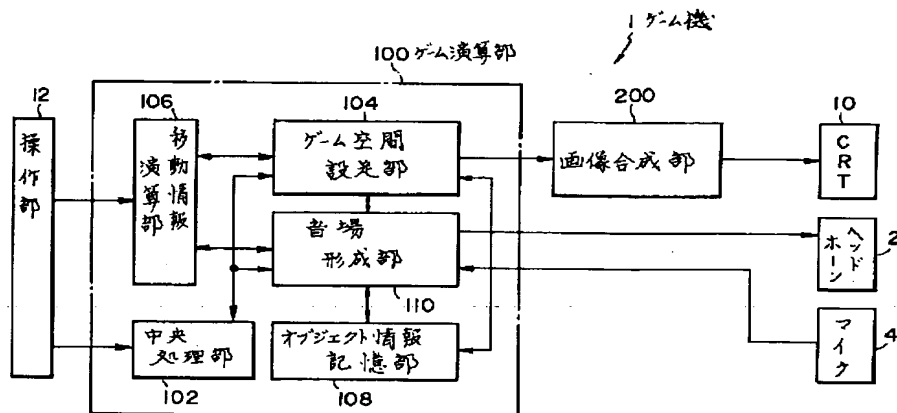 1 ゲーム機
100 ゲーム演算部
12
操作部
106
移動情報
演算部
104
ゲーム空間
設定部
200
画像合成部
10
CRT
音場
形成部
110
ヘッド
ホーン
2
中央
処理部
102
オブジェクト情報
記憶部
108
マイク
4